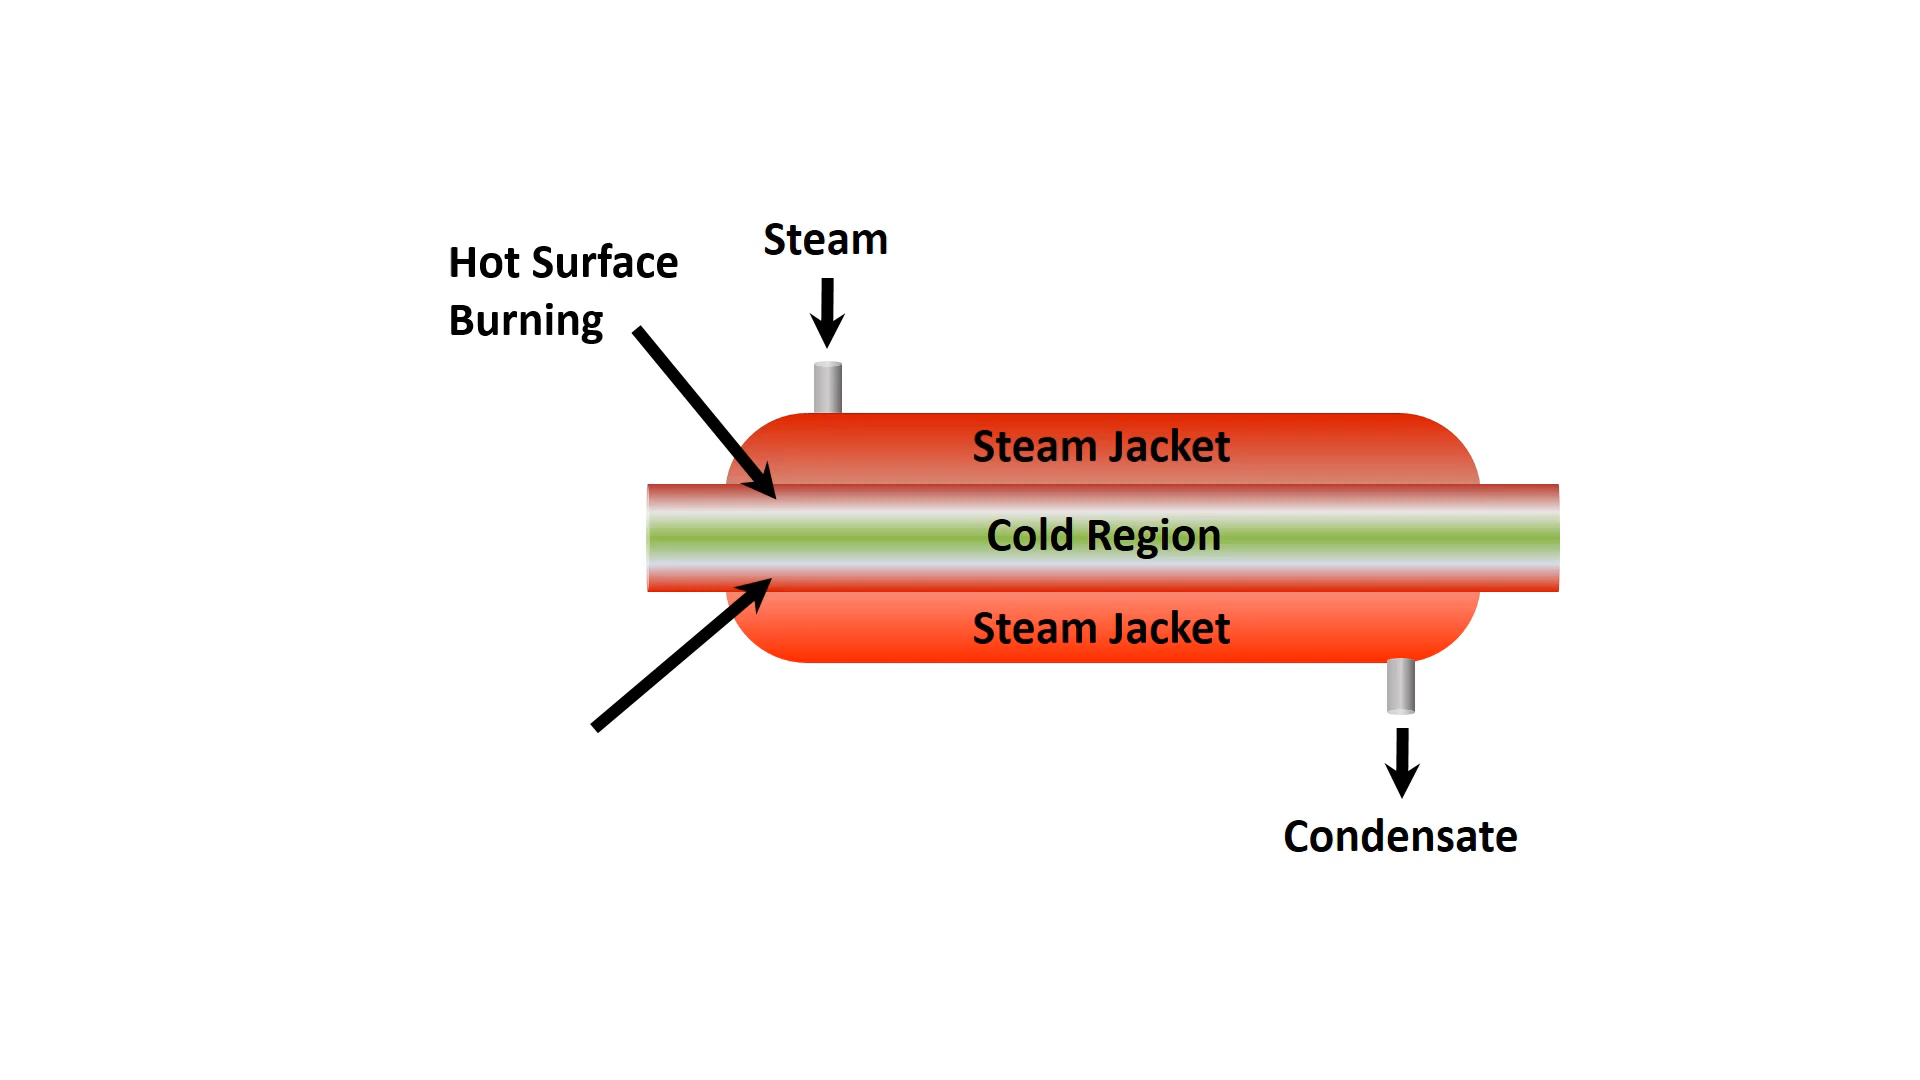 Steam
Hot Surface
Burning
Steam Jacket
Cold Region
Steam Jacket
Condensate